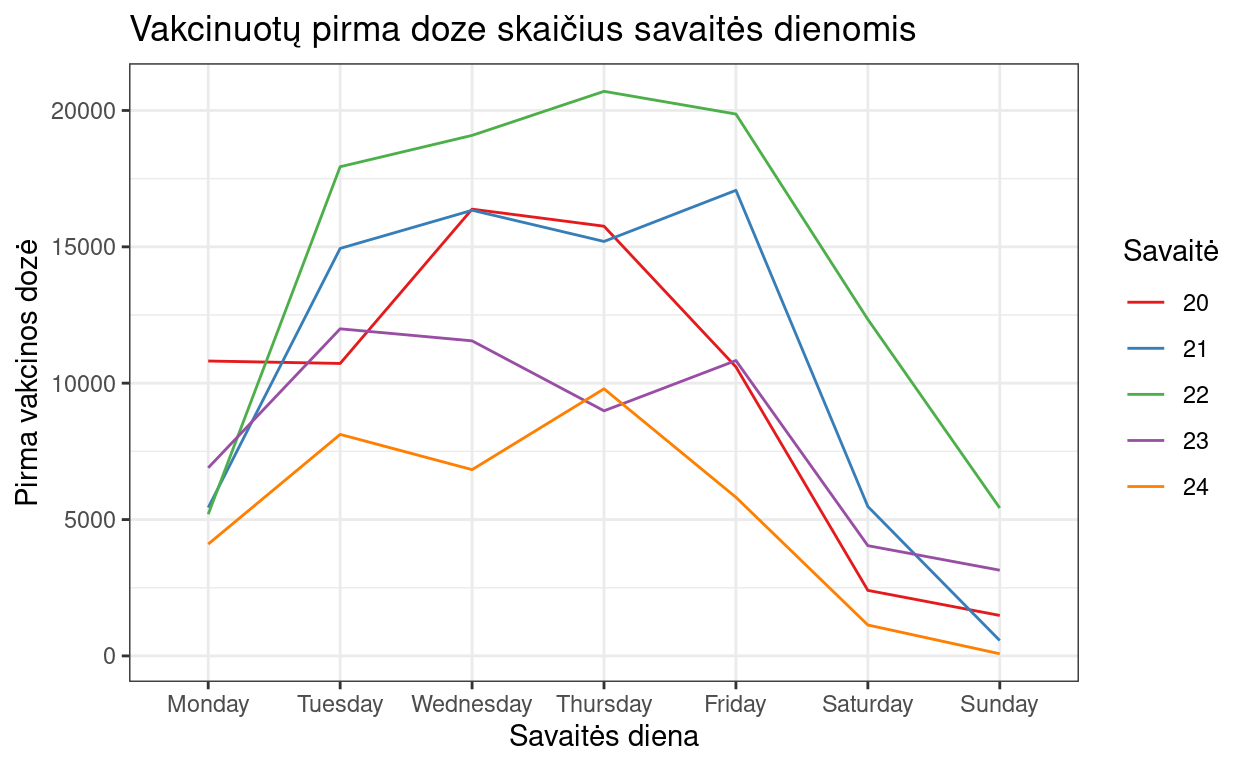 Vakcinuotų pirma doze skaičius savaitės dienomis
Pirma vakcinos dozė
20000
15000
10000
5000
0
Monday Tuesday Wednesday Thursday Friday Saturday Sunday
Savaitės diena
Savaitė
20
21
22
23
24